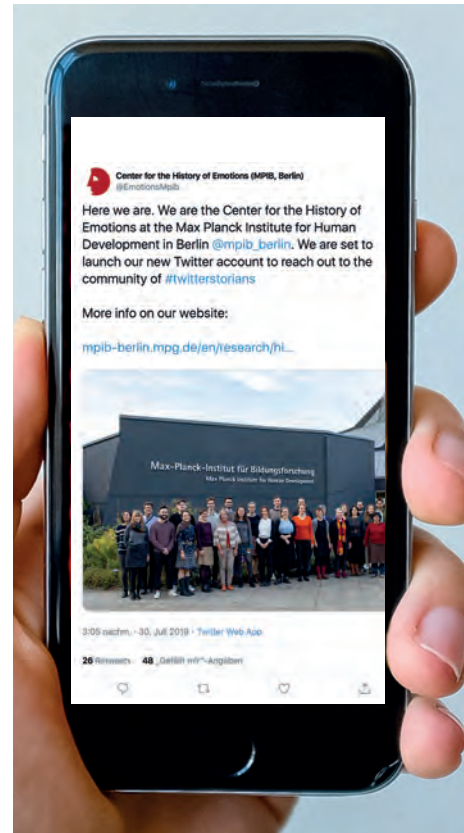 Center for the History of Emotions (MPIB, Berlin)
@EmotionsMpib
Here we are. We are the Center for the History of
Emotions at the Max Planck Institute for Human
Development in Berlin @mpib_berlin. We are set to
launch our new Twitter account to reach out to the
community of #twitterstorians
More info on our website:
mpib-berlin.mpg.de/en/research/hi...
Max-Planck-Institut für Bildungsforschung
Max Planck Institute for Human Development
3:05 nachm. · 30. Juli 2019 · Twitter Web App
26 Retweets 48 „Gefällt mir“-Angaben